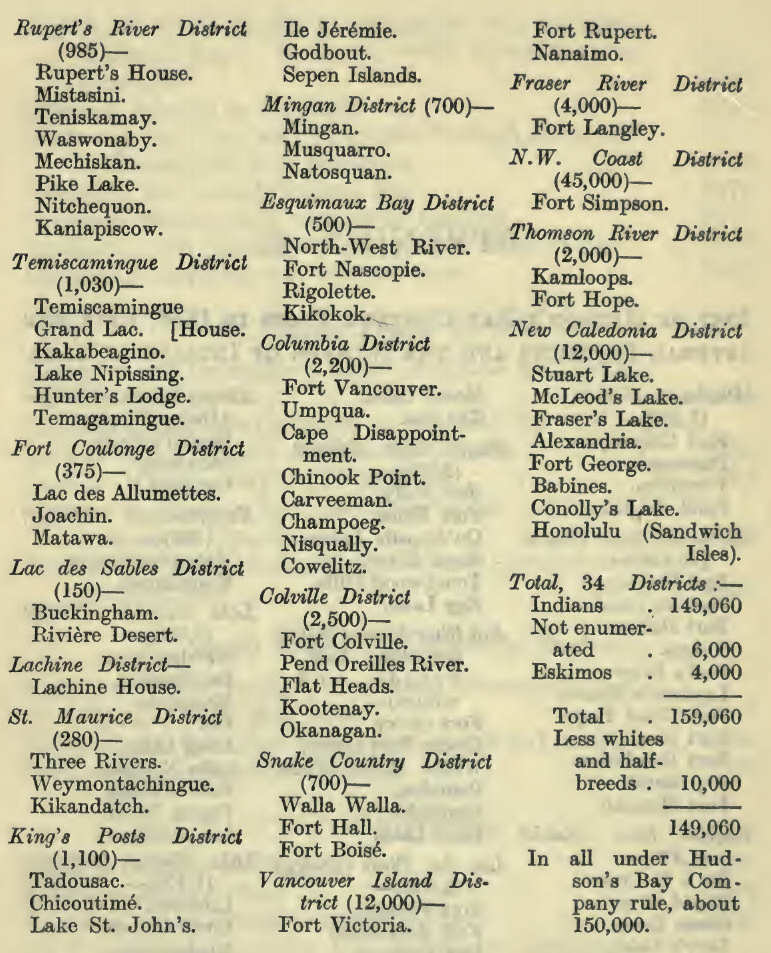 Rupert's River District
(985)—
Rupert's House.
Mistasini.
Teniskamay.
Waswonaby.
Mechiskan.
Pike Lake.
Nitchequon.
Kaniapiscow.
Temiscamingue District
(1,030)—
Temiscamingue
Grand Lac. [House.
Kakabeagino.
Lake Nipissing.
Hunter's Lodge.
Temagamingue.
Fort Coulonge District
(375)—
Lac des Allumettes.
Joachin.
Matawa.
Lac des Sables District
(150)—
Buckingham.
Rivière Desert.
Lachine District—
Lachine House.
St. Maurice District
(280)—
Three Rivers.
Weymontachingue.
Kikandatch.
King's Posts District
(1,100)—
Tadousac.
Chicoutimé.
Lake St. John's.
Ile Jérémie.
Godbout.
Sepen Islands.
Mingan District (700)—
Mingan.
Musquarro.
Natosquan.
Esquimaux Bay District
(500)—
North-West River.
Fort Nascopie.
Rigolette.
Kikokok.
Columbia District
(2,200)—
Fort Vancouver.
Umpqua.
Cape Disappoint-
ment.
Chinook Point.
Carveeman.
Champoeg.
Nisqually.
Cowelitz.
Colville District
(2,500)—
Fort Colville.
Pend Oreilles River.
Flat Heads.
Kootenay.
Okanagan.
Snake Country District
(700)—
Walla Walla.
Fort Hall.
Fort Boisé.
Vancouver Island Dis-
trict (12,000)—
Fort Victoria.
Fort Rupert.
Nanaimo.
Fraser River District
(4,000)—
Fort Langley.
N.W. Coast District
(45,000)—
Fort Simpson.
Thomson River District
(2,000)—
Kamloops.
Fort Hope.
New Caledonia District
(12,000)—
Stuart Lake.
McLeod's Lake.
Fraser's Lake.
Alexandria.
Fort George.
Babines.
Conolly's Lake.
Honolulu (Sandwich
Isles).
Total, 34 Districts :—
Indians . 149,060
Not enumer-
ated . 6,000
Eskimos . 4,000
Total . 159,060
Less whites
and half-
breeds . 10,000
149,060
In all under Hud-
son's Bay Com-
pany rule, about
150,000.